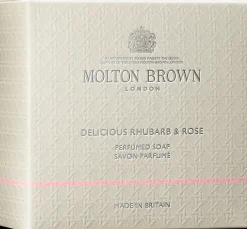 MOLTON BROWN
LONDON
DELICIOUS RHUBARB & ROSE
PERFUMED SOAP
SAVON PARFUMÉ
MADE IN BRITAIN